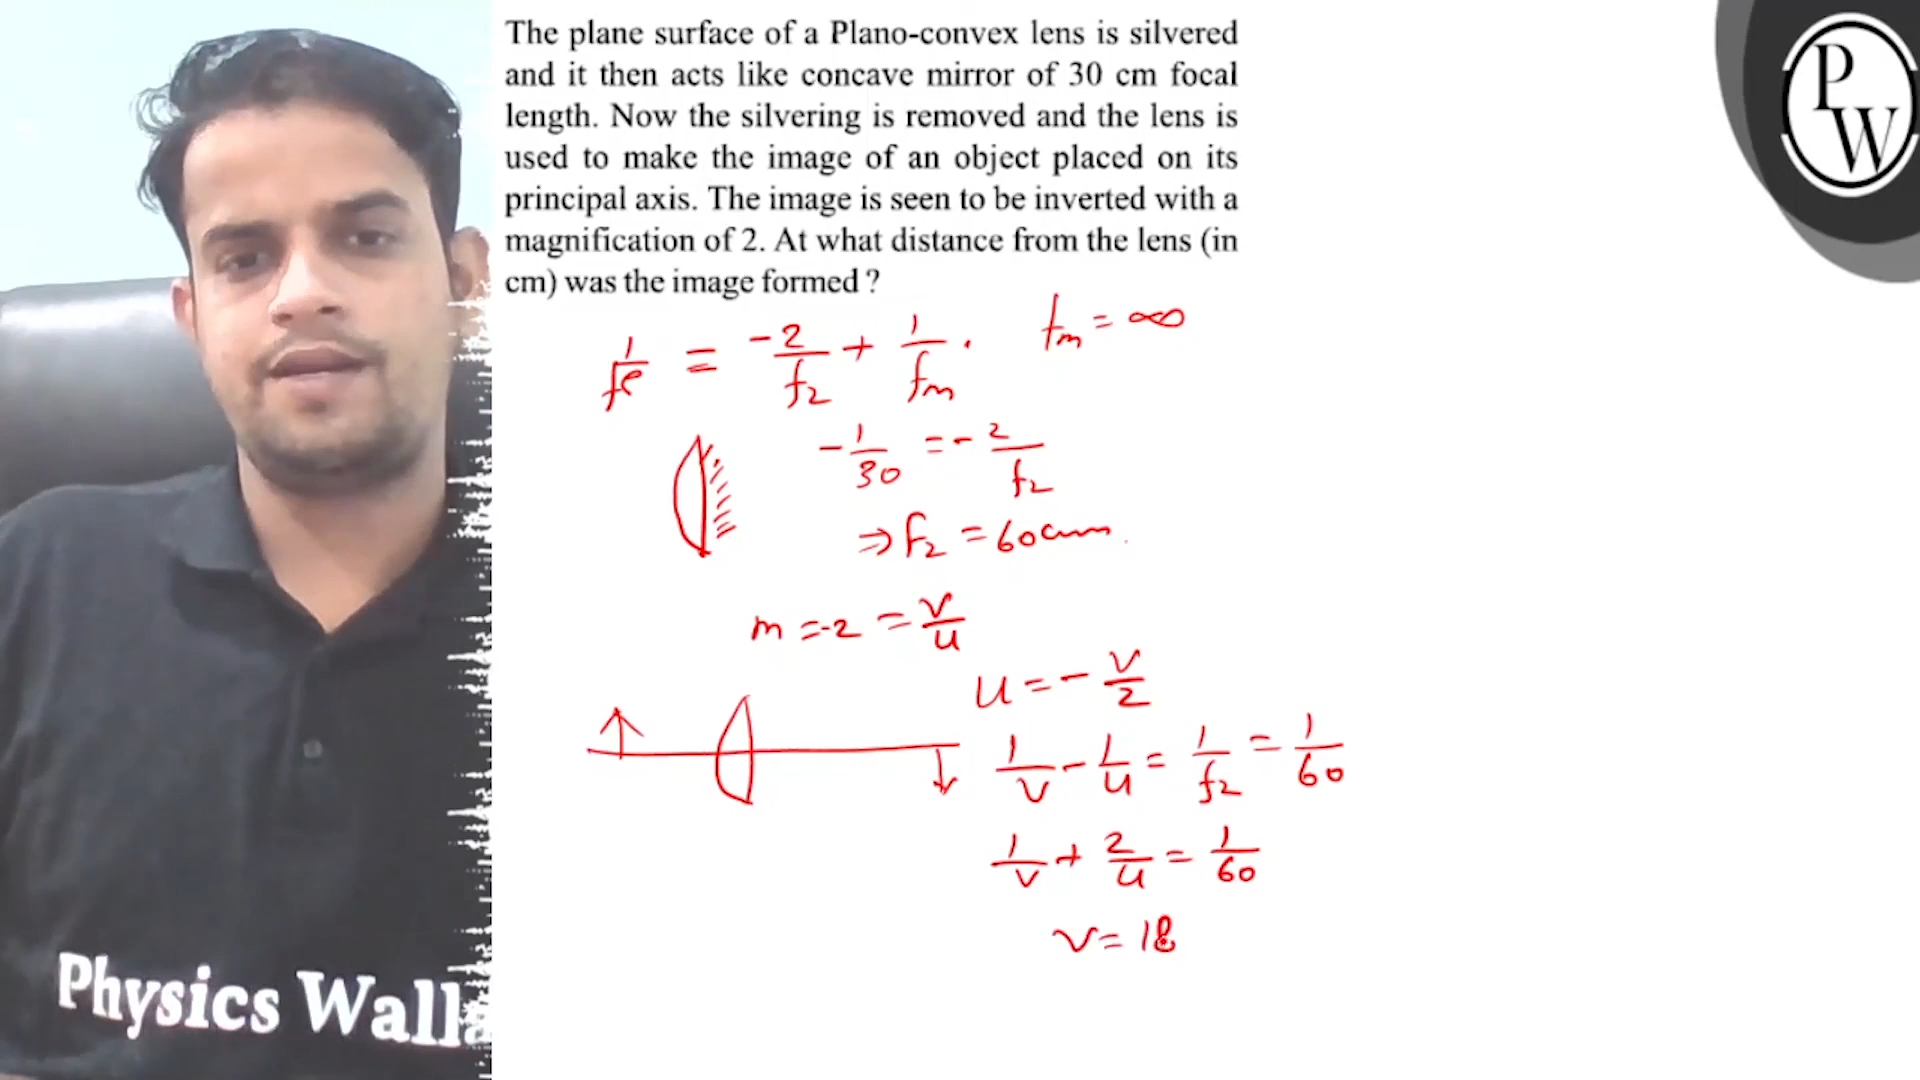 The plane surface of a Plano-convex lens is silvered
and it then acts like concave mirror of 30 cm focal
length. Now the silvering is removed and the lens is
used to make the image of an object placed on its
principal axis. The image is seen to be inverted with a
magnification of 2. At what distance from the lens (in
cm) was the image formed ?
fm = ∞
1/fe = -2/f2 + 1/fm.
-1/30 = -2/f2
⇒ f2 = 60cm.
m = -2 = v/u
u = -v/2
1/v - 1/u = 1/f2 = 1/60
1/v + 2/u = 1/60
v = 18
PW
Physics Walla